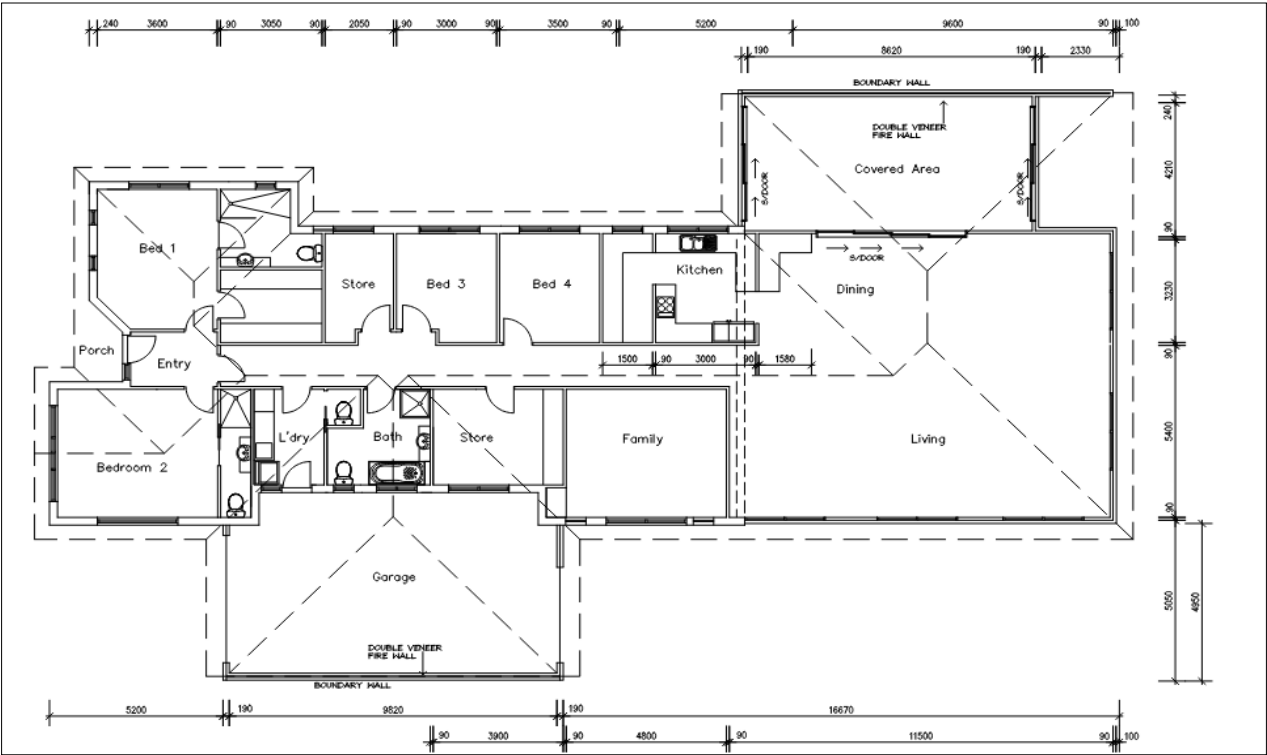 240 3600 90 3050 90 2050 90 3000 90 3500 90 5200 9600 90 100
190 8620 190 2330
BOUNDARY WALL
DOUBLE VENEER
FIRE WALL
240
Covered Area
4210
S/DOOR
S/DOOR
90
Bed 1
S/DOOR
Kitchen
Store
Bed 3
Bed 4
Dining
3230
Porch
Entry
1500 90 3000 90 1580
90
L'dry
Bath
Store
Family
Living
5400
Bedroom 2
90
Garage
5050
4950
DOUBLE VENEER
FIRE WALL
BOUNDARY WALL
5200 190 9820 190 16670
90 3900 90 4800 90 11500 90 100